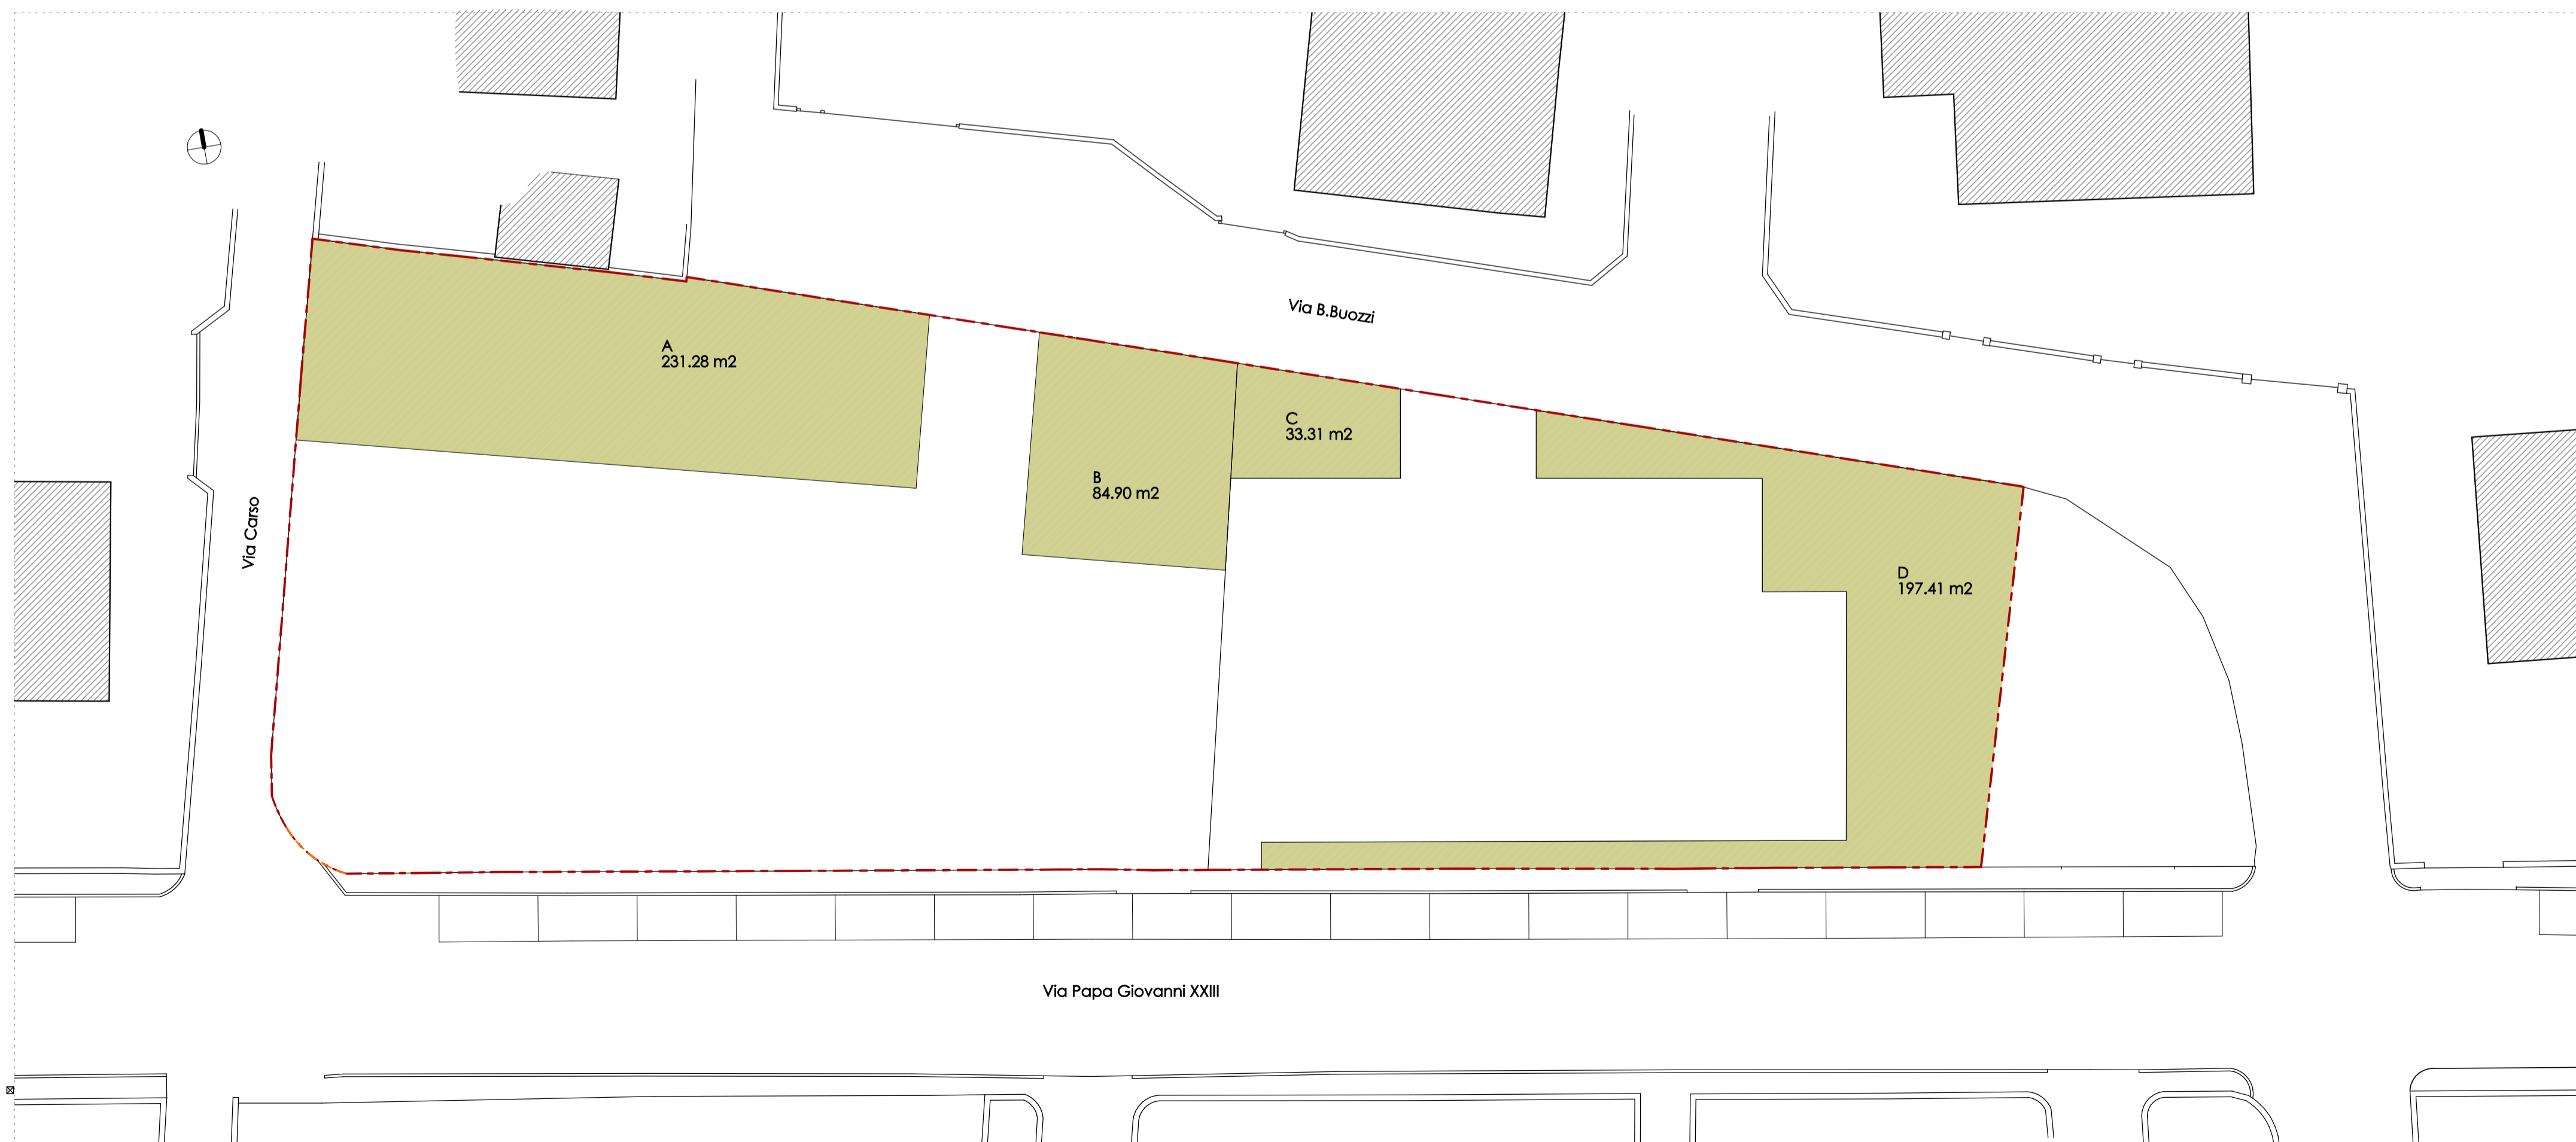 Via B.Buozzi
A
231.28 m2
C
33.31 m2
B
84.90 m2
Via Carso
D
197.41 m2
Via Papa Giovanni XXIII